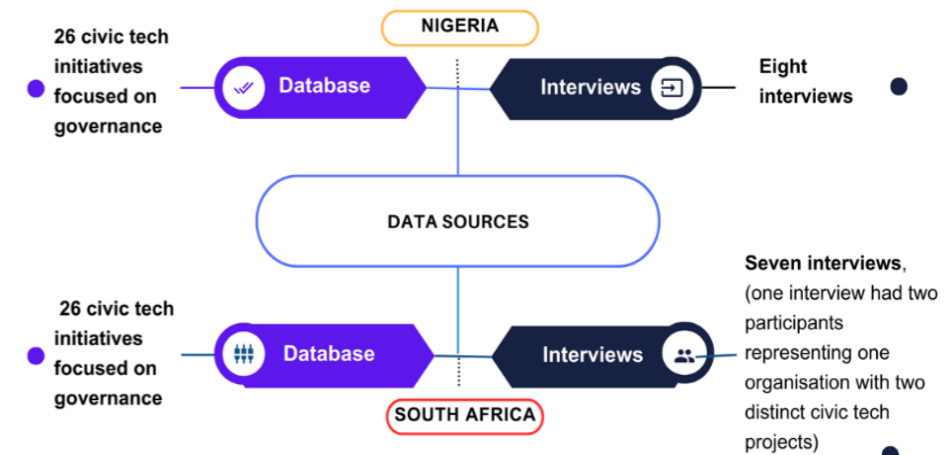 NIGERIA
26 civic tech
initiatives
focused on
governance
Database
Interviews
Eight
interviews
DATA SOURCES
26 civic tech
initiatives
focused on
governance
Database
Interviews
Seven interviews,
(one interview had two
participants
representing one
organisation with two
distinct civic tech
projects)
SOUTH AFRICA